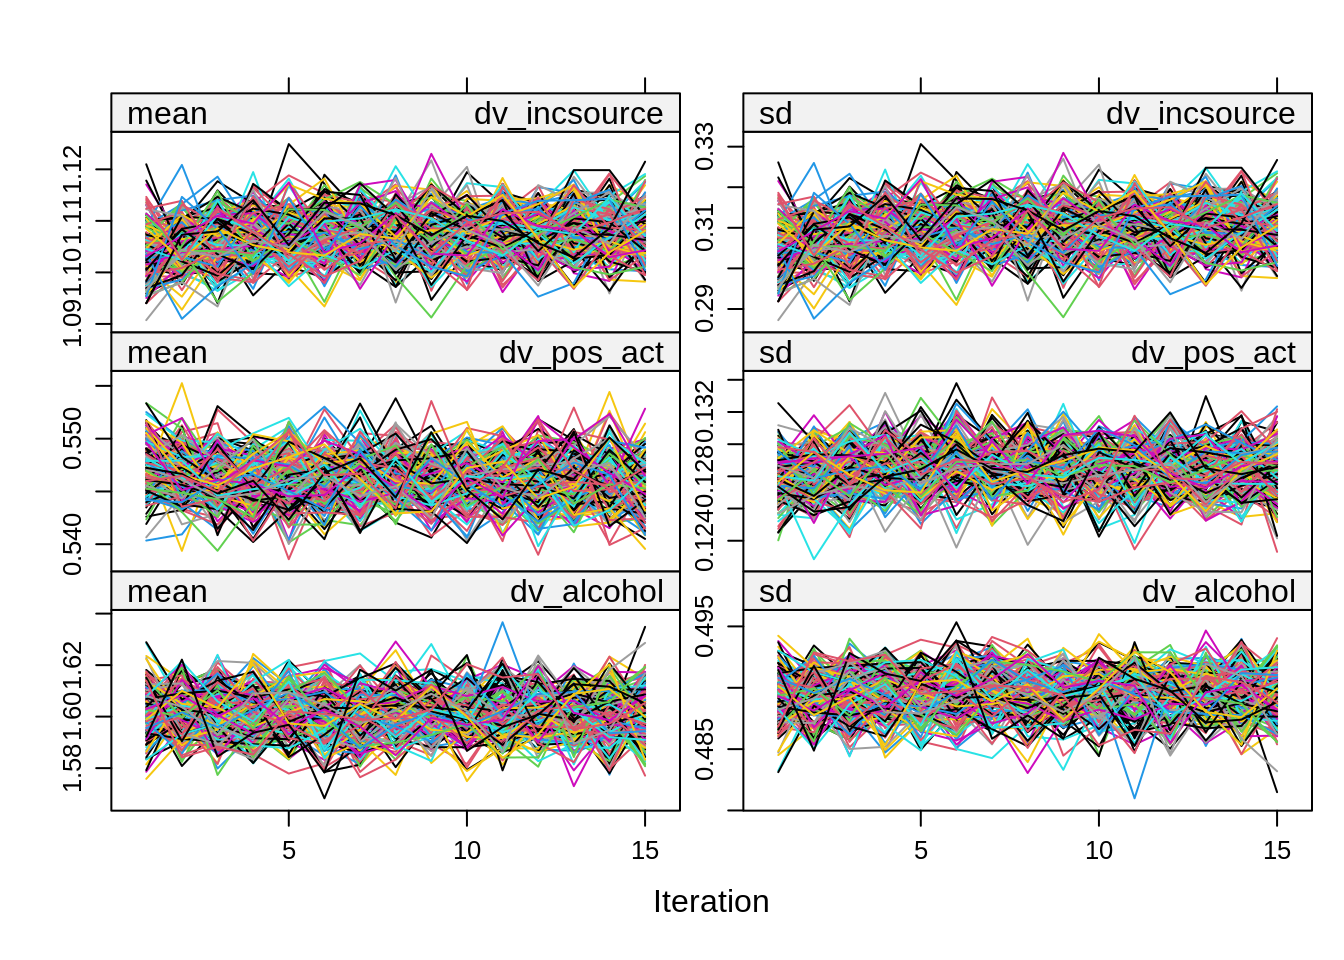 mean dv_incsource sd dv_incsource
1.09 1.10 1.11 1.12 0.29 0.31 0.33
mean dv_pos_act sd dv_pos_act
0.540 0.550 0.124 0.128 0.132
mean dv_alcohol sd dv_alcohol
1.58 1.60 1.62 0.485 0.495
5 10 15 5 10 15
Iteration